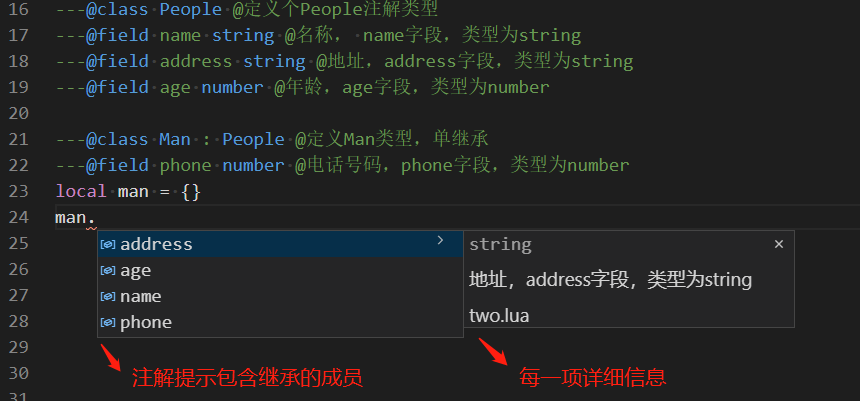 16 ---@class People @定义个People注解类型
17 ---@field name string @名称， name字段，类型为string
18 ---@field address string @地址，address字段，类型为string
19 ---@field age number @年龄，age字段，类型为number
20
21 ---@class Man : People @定义Man类型，单继承
22 ---@field phone number @电话号码，phone字段，类型为number
23 local man = {}
24 man.
25 address > string ×
26 age 地址，address字段，类型为string
27 name two.lua
28 phone
29
30 注解提示包含继承的成员 每一项详细信息
31